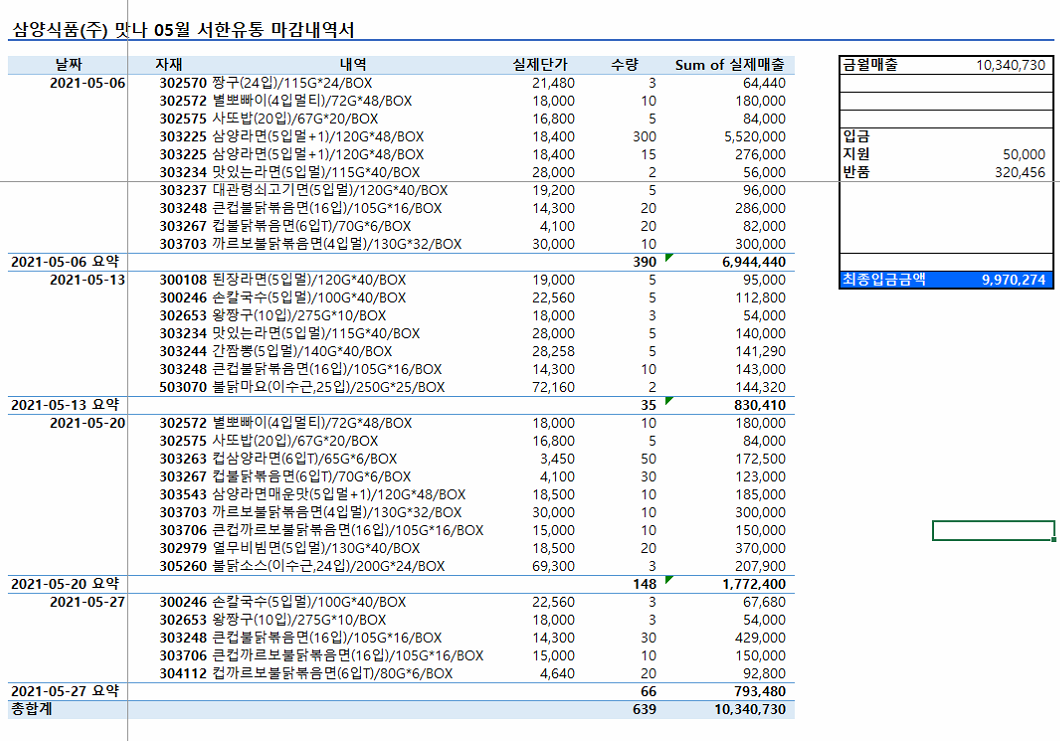 삼양식품(주) 맛나 05월 서한유통 마감내역서
날짜 자재 내역 실제단가 수량 Sum of 실제매출
2021-05-06 302570 짱구(24입)/115G*24/BOX 21,480 3 64,440
302572 별뽀빠이(4입멀티)/72G*48/BOX 18,000 10 180,000
302575 사또밥(20입)/67G*20/BOX 16,800 5 84,000
303225 삼양라면(5입멀+1)/120G*48/BOX 18,400 300 5,520,000
303225 삼양라면(5입멀+1)/120G*48/BOX 18,400 15 276,000
303234 맛있는라면(5입멀)/115G*40/BOX 28,000 2 56,000
303237 대관령쇠고기면(5입멀)/120G*40/BOX 19,200 5 96,000
303248 큰컵불닭볶음면(16입)/105G*16/BOX 14,300 20 286,000
303267 컵불닭볶음면(6입T)/70G*6/BOX 4,100 20 82,000
303703 까르보불닭볶음면(4입멀)/130G*32/BOX 30,000 10 300,000
2021-05-06 요약 390 6,944,440
2021-05-13 300108 된장라면(5입멀)/120G*40/BOX 19,000 5 95,000
300246 손칼국수(5입멀)/100G*40/BOX 22,560 5 112,800
302653 왕짱구(10입)/275G*10/BOX 18,000 3 54,000
303234 맛있는라면(5입멀)/115G*40/BOX 28,000 5 140,000
303244 간짬뽕(5입멀)/140G*40/BOX 28,258 5 141,290
303248 큰컵불닭볶음면(16입)/105G*16/BOX 14,300 10 143,000
503070 불닭마요(이수근,25입)/250G*25/BOX 72,160 2 144,320
2021-05-13 요약 35 830,410
2021-05-20 302572 별뽀빠이(4입멀티)/72G*48/BOX 18,000 10 180,000
302575 사또밥(20입)/67G*20/BOX 16,800 5 84,000
303263 컵삼양라면(6입T)/65G*6/BOX 3,450 50 172,500
303267 컵불닭볶음면(6입T)/70G*6/BOX 4,100 30 123,000
303543 삼양라면매운맛(5입멀+1)/120G*48/BOX 18,500 10 185,000
303703 까르보불닭볶음면(4입멀)/130G*32/BOX 30,000 10 300,000
303706 큰컵까르보불닭볶음면(16입)/105G*16/BOX 15,000 10 150,000
302979 열무비빔면(5입멀)/130G*40/BOX 18,500 20 370,000
305260 불닭소스(이수근,24입)/200G*24/BOX 69,300 3 207,900
2021-05-20 요약 148 1,772,400
2021-05-27 300246 손칼국수(5입멀)/100G*40/BOX 22,560 3 67,680
302653 왕짱구(10입)/275G*10/BOX 18,000 3 54,000
303248 큰컵불닭볶음면(16입)/105G*16/BOX 14,300 30 429,000
303706 큰컵까르보불닭볶음면(16입)/105G*16/BOX 15,000 10 150,000
304112 컵까르보불닭볶음면(6입T)/80G*6/BOX 4,640 20 92,800
2021-05-27 요약 66 793,480
총합계 639 10,340,730
금월매출 10,340,730
입금
지원 50,000
반품 320,456
최종입금금액 9,970,274